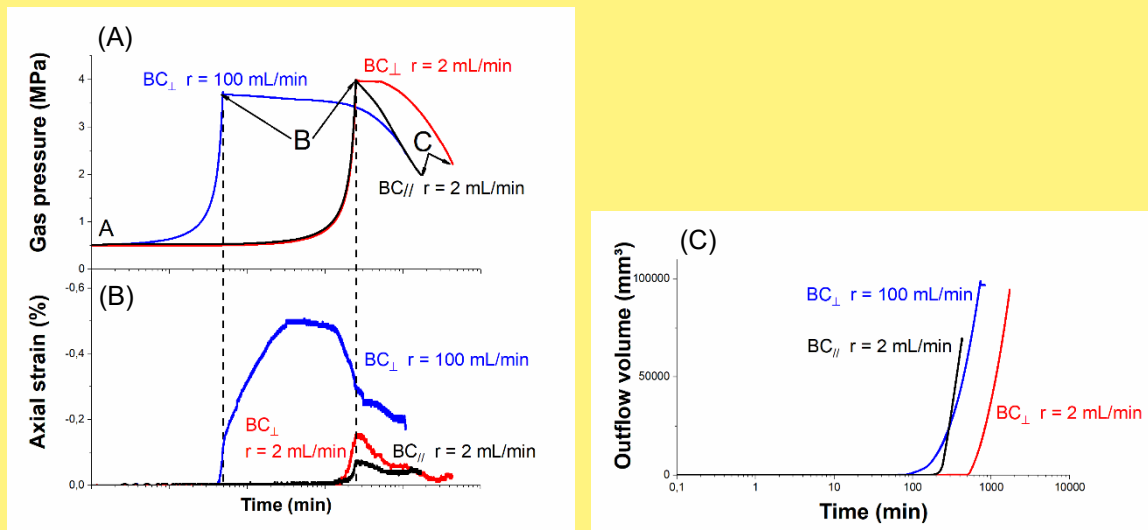 (A)
Gas pressure (MPa)
4
3
2
1
0
BC⊥ r = 100 mL/min
BC⊥ r = 2 mL/min
B
C
BC// r = 2 mL/min
A
(B)
Axial strain (%)
-0,6
-0,4
-0,2
0,0
BC⊥ r = 100 mL/min
BC⊥
r = 2 mL/min
BC// r = 2 mL/min
Time (min)
(C)
Outflow volume (mm³)
100000
50000
0
BC⊥ r = 100 mL/min
BC// r = 2 mL/min
BC⊥ r = 2 mL/min
0,1 1 10 100 1000 10000
Time (min)